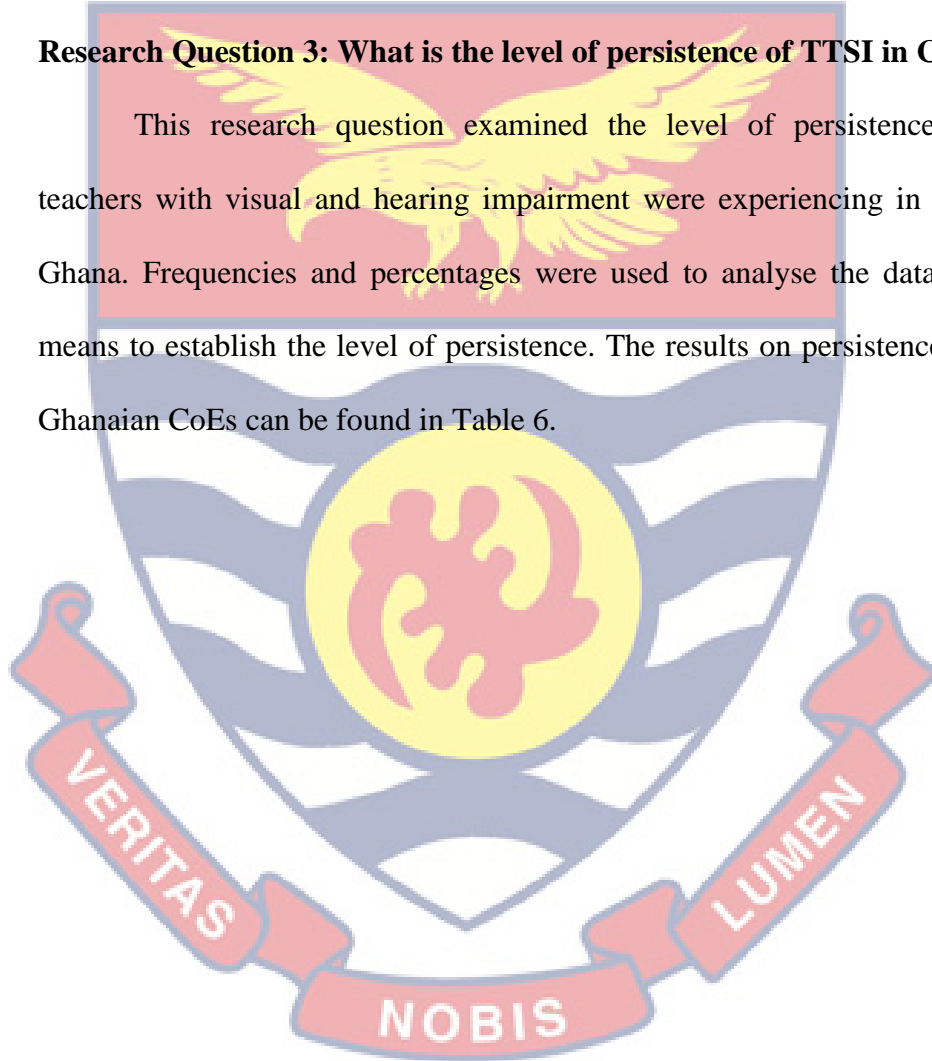 Research Question 3: What is the level of persistence of TTSI in C
This research question examined the level of persistence
teachers with visual and hearing impairment were experiencing in
Ghana. Frequencies and percentages were used to analyse the data
means to establish the level of persistence. The results on persistence
Ghanaian CoEs can be found in Table 6.
VERITAS
NOBIS
LUMEN